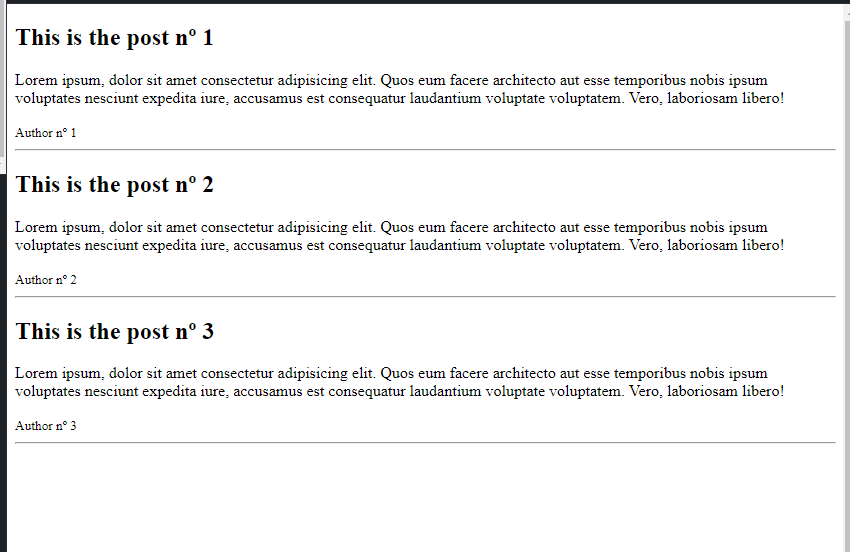 This is the post nº 1
Lorem ipsum, dolor sit amet consectetur adipisicing elit. Quos eum facere architecto aut esse temporibus nobis ipsum
voluptates nesciunt expedita iure, accusamus est consequatur laudantium voluptate voluptatem. Vero, laboriosam libero!
Author nº 1
This is the post nº 2
Lorem ipsum, dolor sit amet consectetur adipisicing elit. Quos eum facere architecto aut esse temporibus nobis ipsum
voluptates nesciunt expedita iure, accusamus est consequatur laudantium voluptate voluptatem. Vero, laboriosam libero!
Author nº 2
This is the post nº 3
Lorem ipsum, dolor sit amet consectetur adipisicing elit. Quos eum facere architecto aut esse temporibus nobis ipsum
voluptates nesciunt expedita iure, accusamus est consequatur laudantium voluptate voluptatem. Vero, laboriosam libero!
Author nº 3